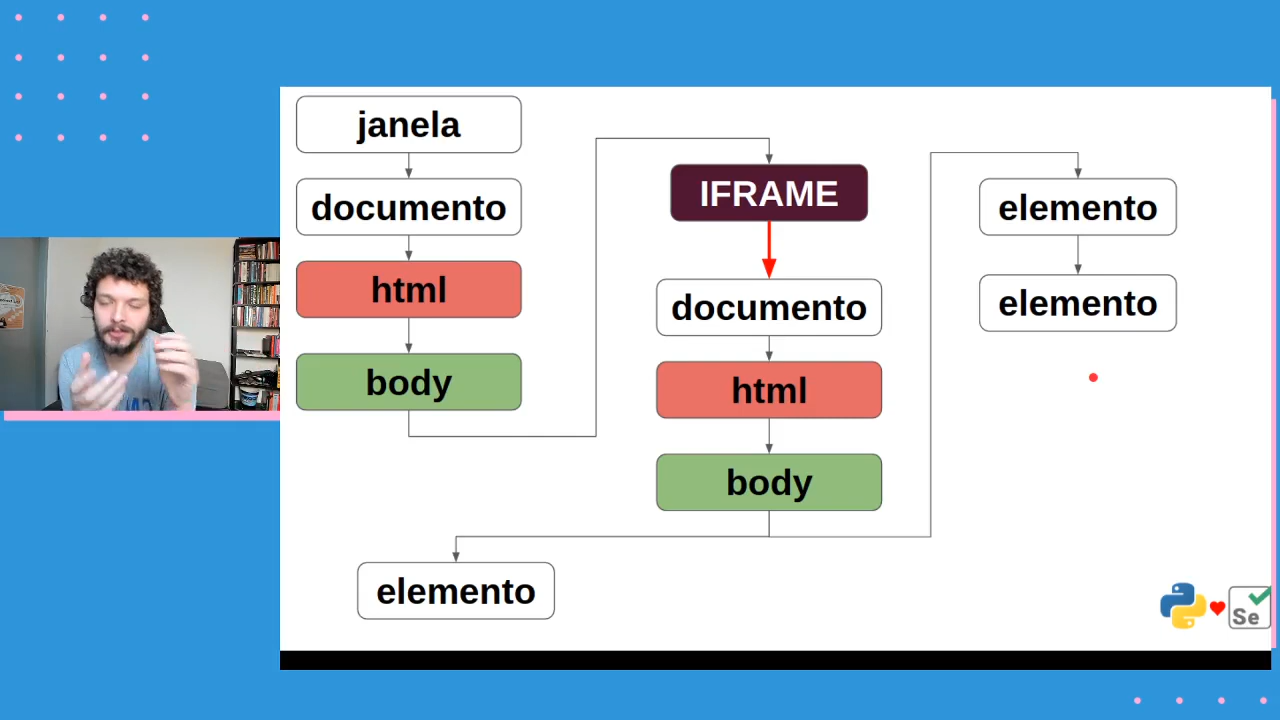 janela
documento
html
body
IFRAME
documento
html
body
elemento
elemento
elemento
Se